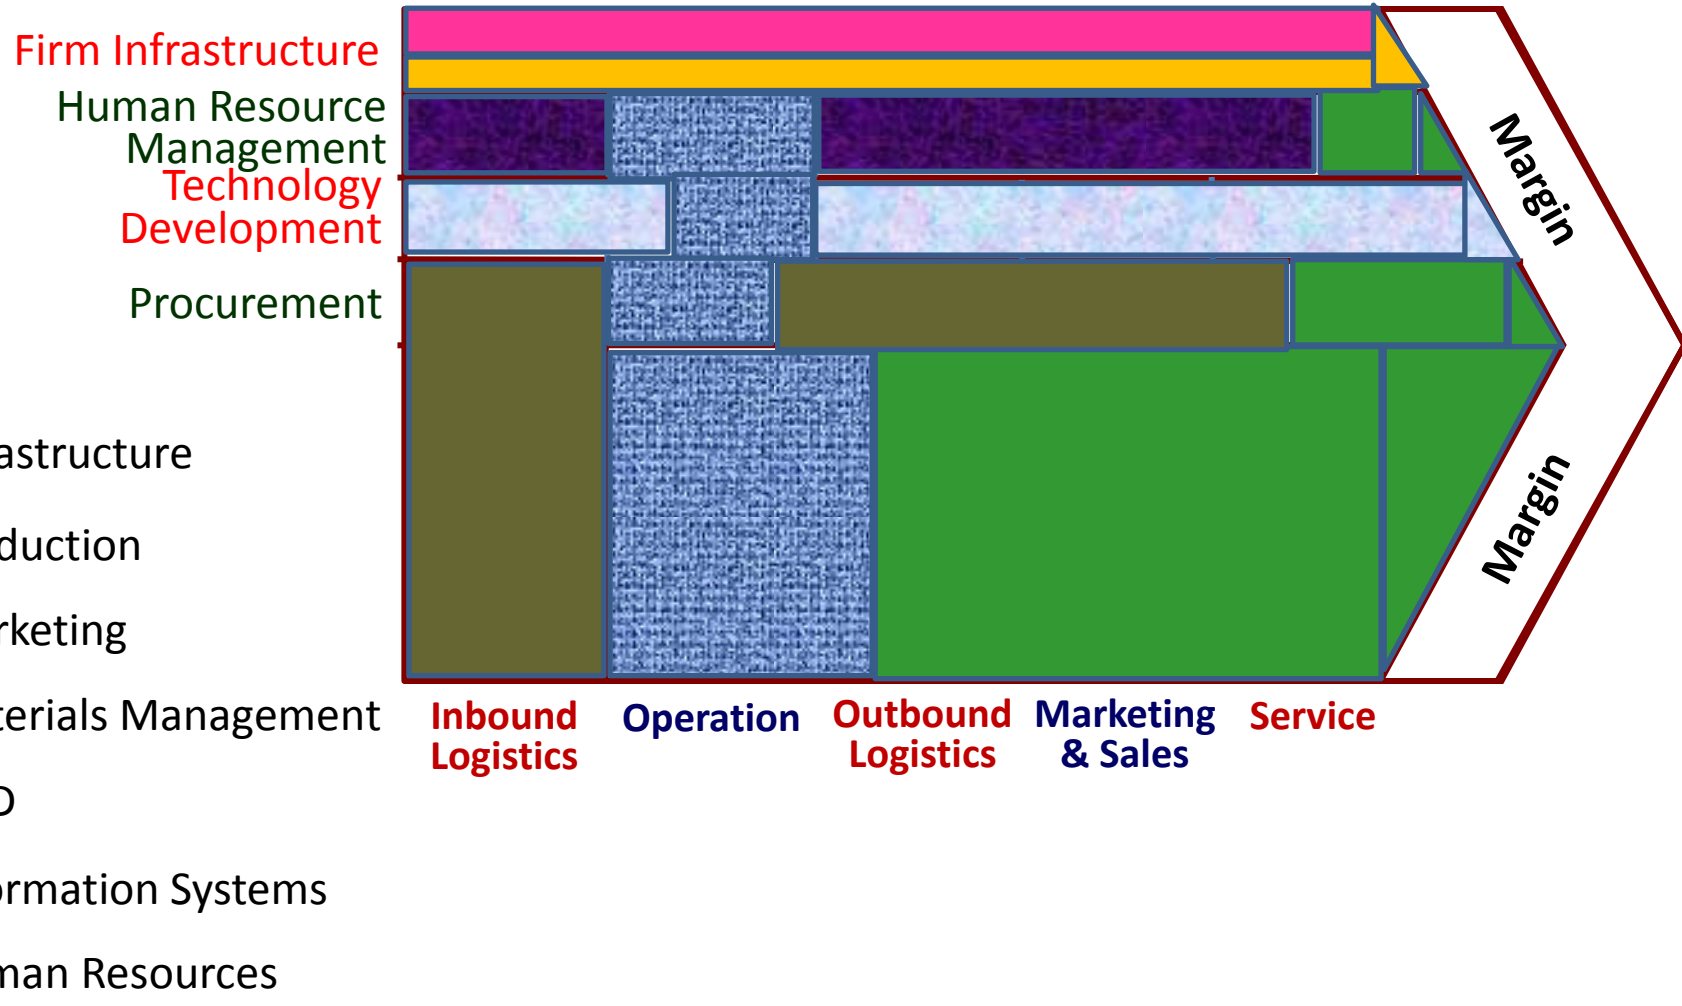 Firm Infrastructure
Human Resource
Management
Technology
Development
Procurement
Margin
Margin
astructure
duction
rketing
terials Management
D
ormation Systems
man Resources
Inbound
Logistics
Operation
Outbound
Logistics
Marketing
& Sales
Service